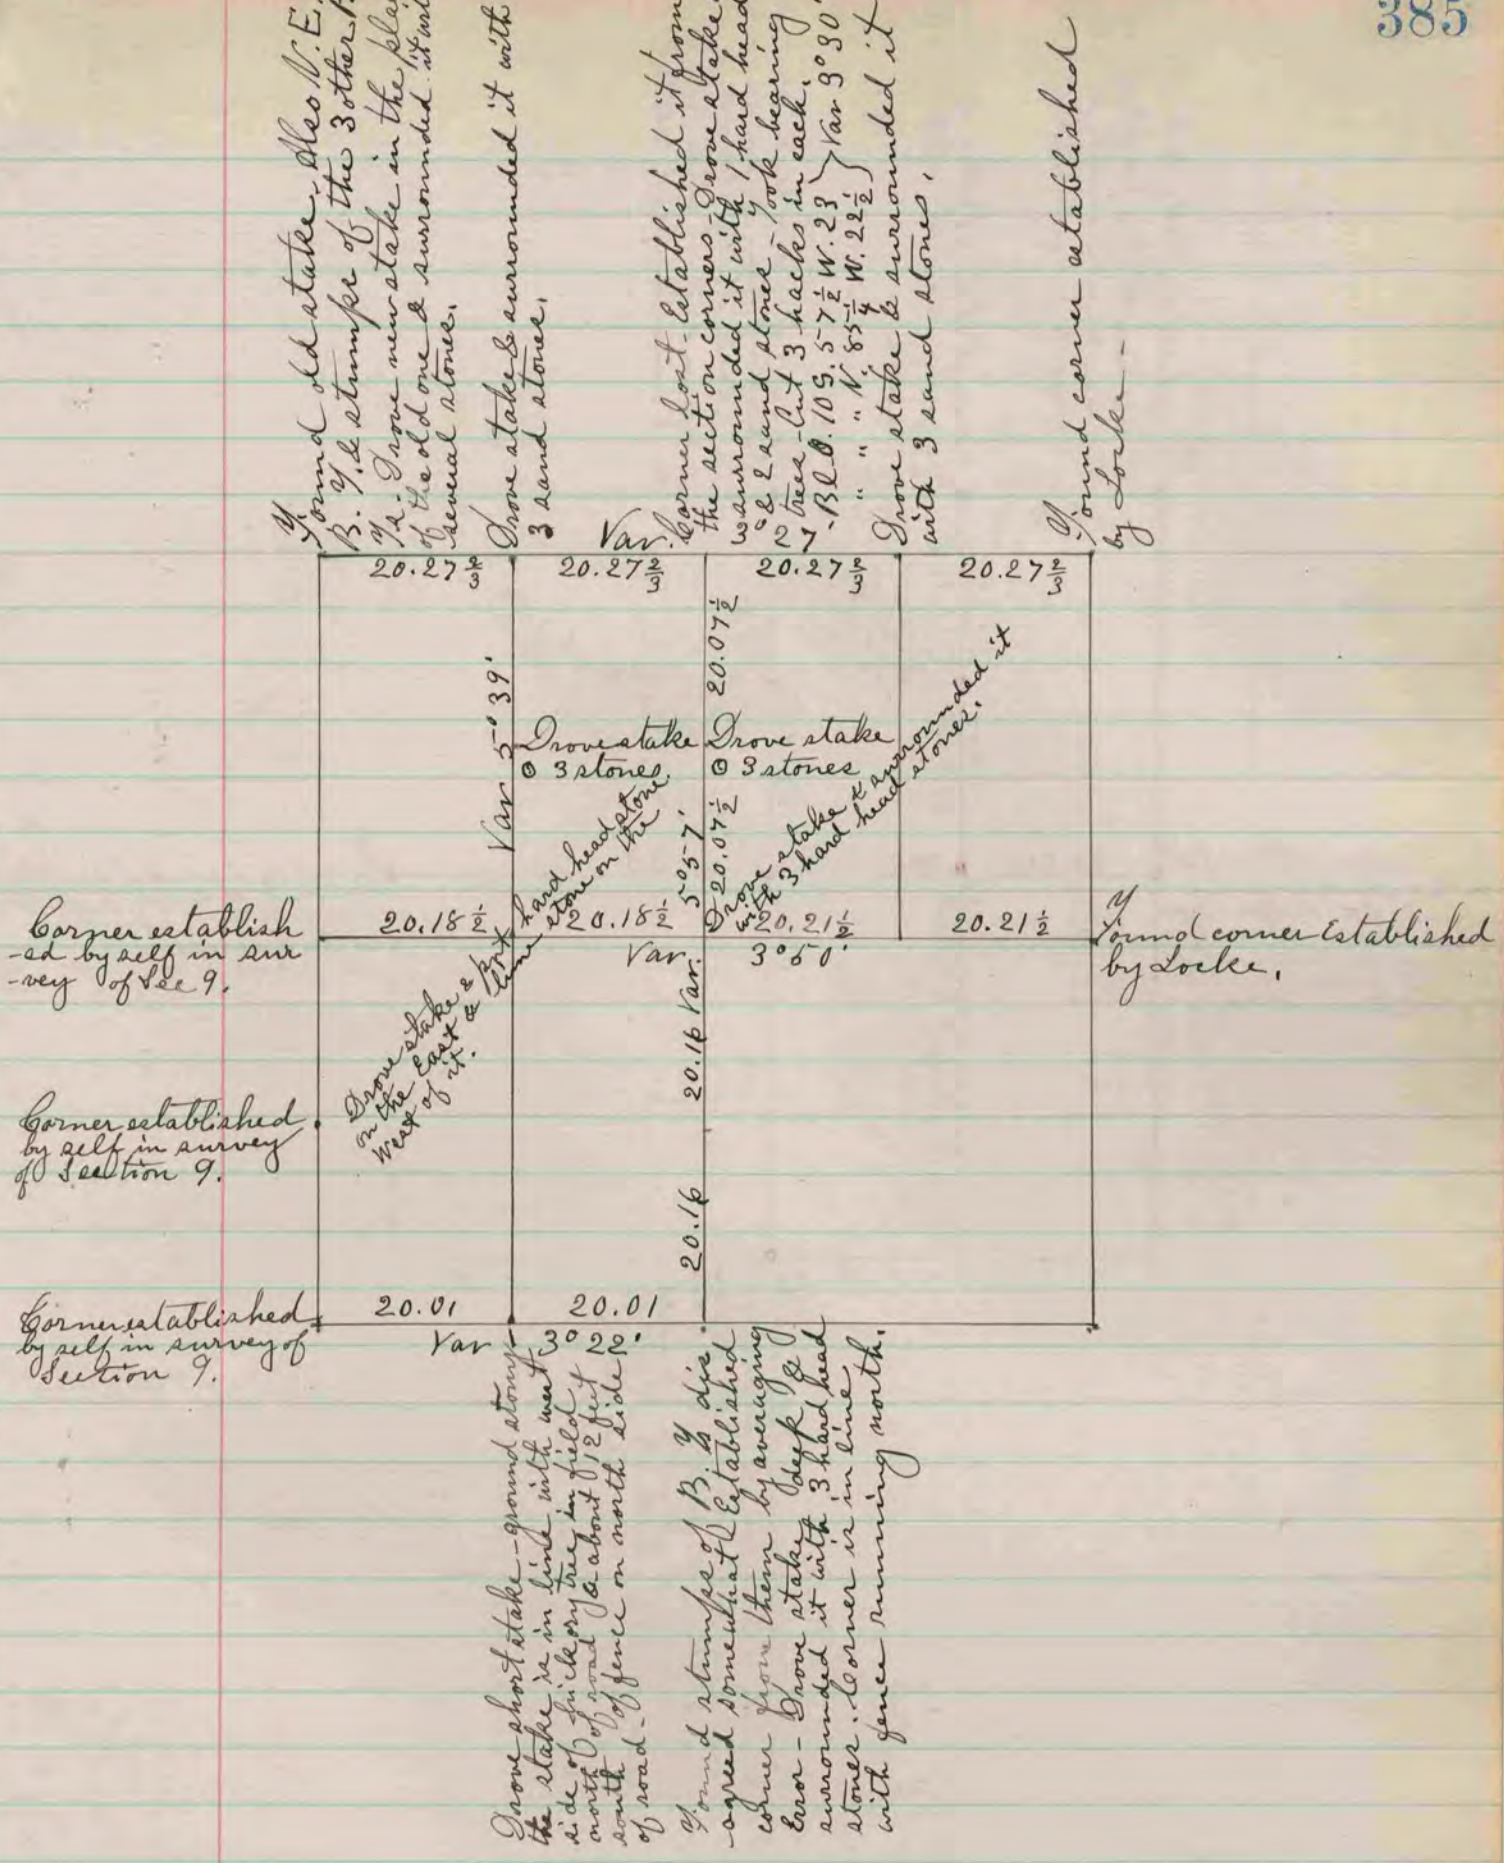 385
Found old stake. Also N.E.
B. T. & stumps of the 3 other B.
Ts. Drove new stake in the pla
of the old one & surrounded it wit
several stones.
Drove stake & surrounded it with
3 sand stones.
Var.
Corner lost - Established it from
the section corners - Drove stake
surrounded it with 1 hard head
& 2 sand stones - Took bearing
trees - Cut 3 hacks in each.
27
- Bl O. 10 S. 57½ W. 23 } Var 3° 30'
" " " N. 85¼ W. 22½
Drove stake & surrounded it
with 3 sand stones.
Found corner established
by Locke -
20.27⅔ 20.27⅔ 20.27⅔ 20.27⅔
20.07½
Var 5° 39'
Drove stake
⊙ 3 stones.
Drove stake
⊙ 3 stones
5° 57'
20.07½
Drove stake & surrounded it
with 3 hard head stones.
Corner establish
-ed by self in sur
-vey of Sec 9.
20.18½ 20.18½ 20.21½ 20.21½
Var. 3° 50'
Found corner Established
by Locke.
Drove stake & put hard head stone
on the East & lime stone on the
West of it.
20.16 Var.
Corner established
by self in survey
of Section 9.
20.16
Corner established
by self in survey of
Section 9.
20.01 20.01
Var - 3° 22'
Drove short stake - ground stony -
the stake is in line with west
side of hickory tree in field
north of road & about 12 feet
south of fence on north side
of road -
Found stumps of B. Ts dis
-agreed somewhat & Established
corner from them by averaging
Error - Drove stake deep &
surrounded it with 3 hard head
stones. Corner is in line
with fence running north.